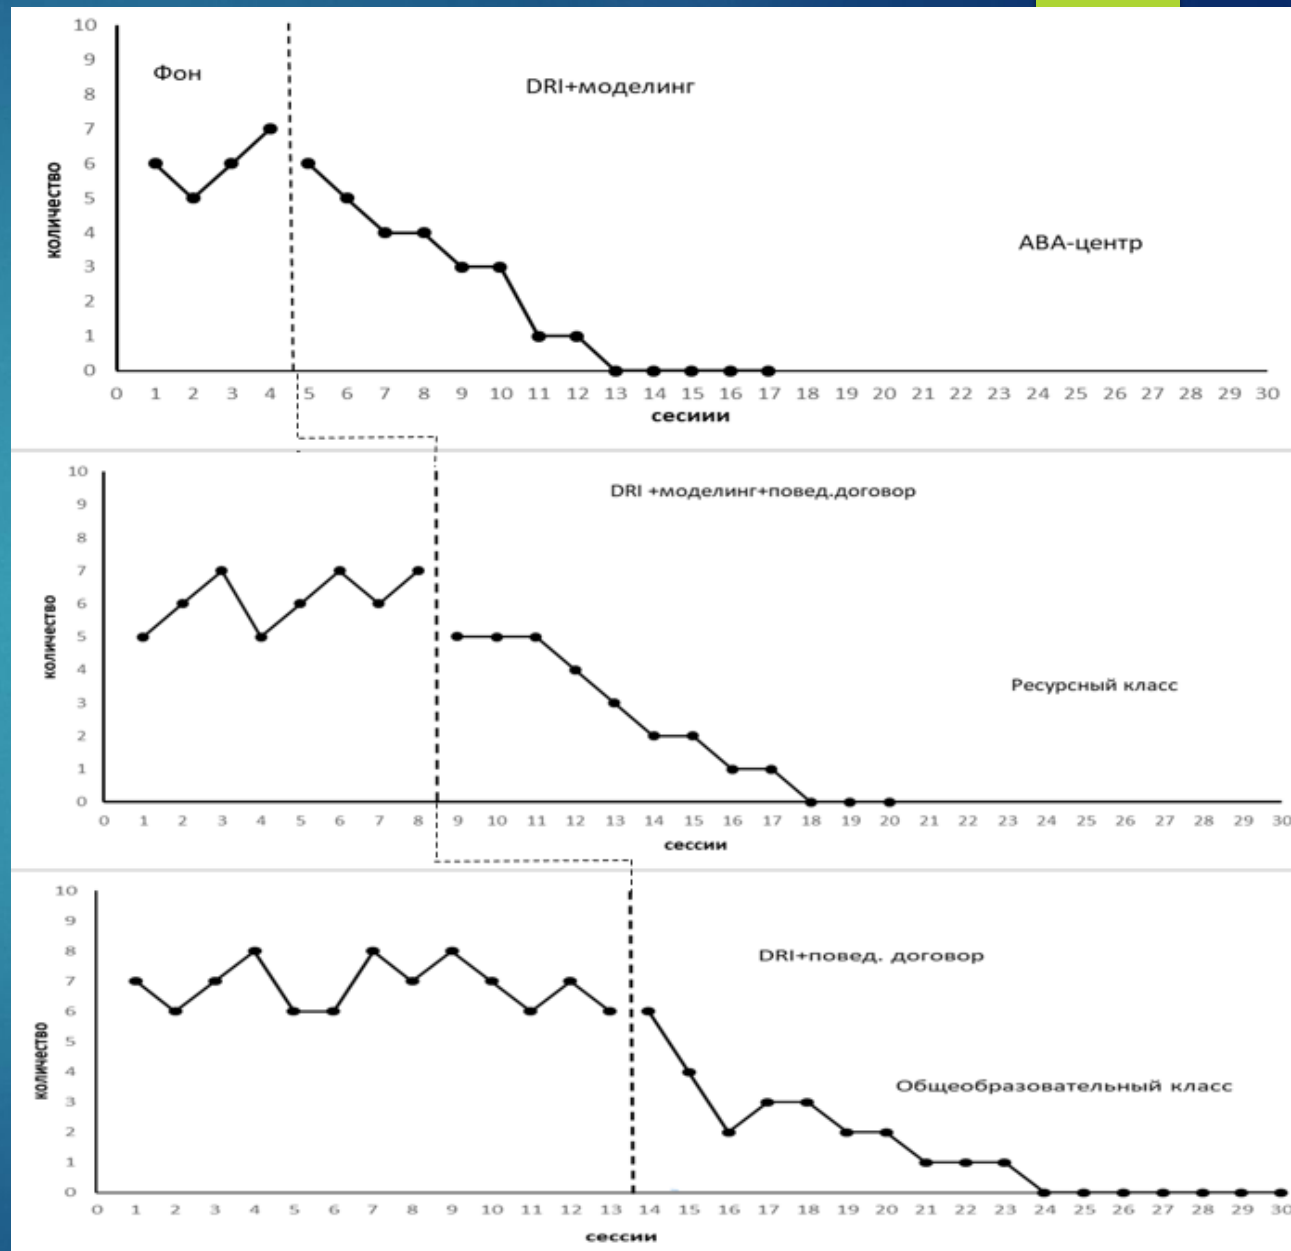 10
9
8
7
6
5
4
3
2
1
0
количество
Фон
DRI+моделинг
АВА-центр
0 1 2 3 4 5 6 7 8 9 10 11 12 13 14 15 16 17 18 19 20 21 22 23 24 25 26 27 28 29 30
сесиии
10
9
8
7
6
5
4
3
2
1
0
количество
DRI +моделинг+повед.договор
Ресурсный класс
0 1 2 3 4 5 6 7 8 9 10 11 12 13 14 15 16 17 18 19 20 21 22 23 24 25 26 27 28 29 30
сессии
10
9
8
7
6
5
4
3
2
1
0
количество
DRI+повед. договор
Общеобразовательный класс
0 1 2 3 4 5 6 7 8 9 10 11 12 13 14 15 16 17 18 19 20 21 22 23 24 25 26 27 28 29 30
сессии